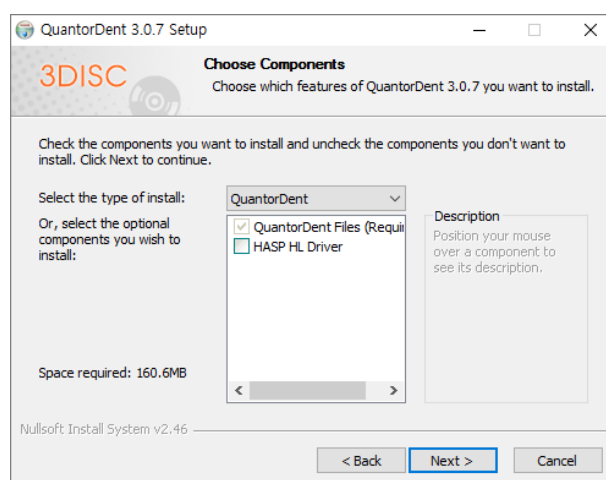 QuantorDent 3.0.7 Setup
3DISC
Choose Components
Choose which features of QuantorDent 3.0.7 you want to install.
Check the components you want to install and uncheck the components you don't want to
install. Click Next to continue.
Select the type of install:
QuantorDent
Or, select the optional
components you wish to
install:
QuantorDent Files (Requir
HASP HL Driver
Description
Position your mouse
over a component to
see its description.
Space required: 160.6MB
Nullsoft Install System v2.46
< Back
Next >
Cancel